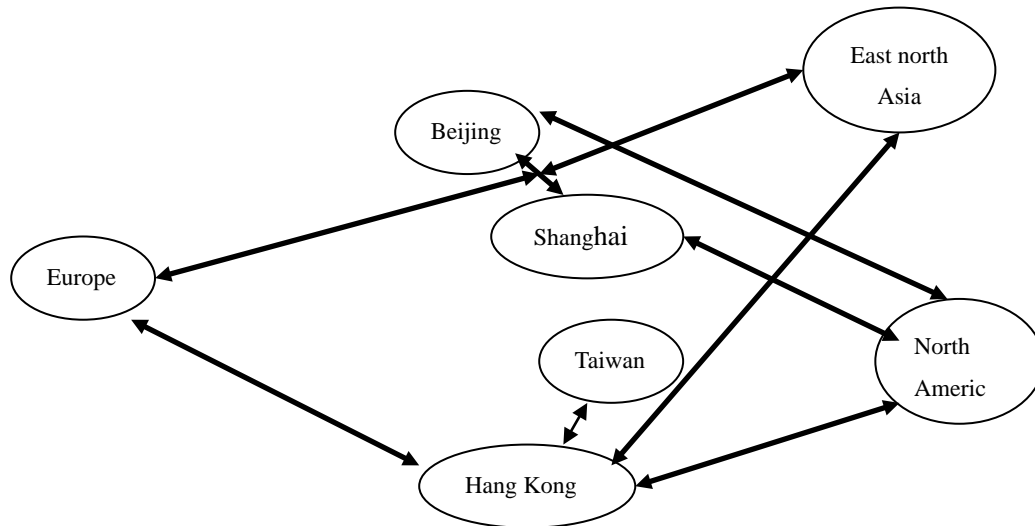 East north
Asia
Beijing
Shanghai
Europe
North
Americ
Taiwan
Hang Kong